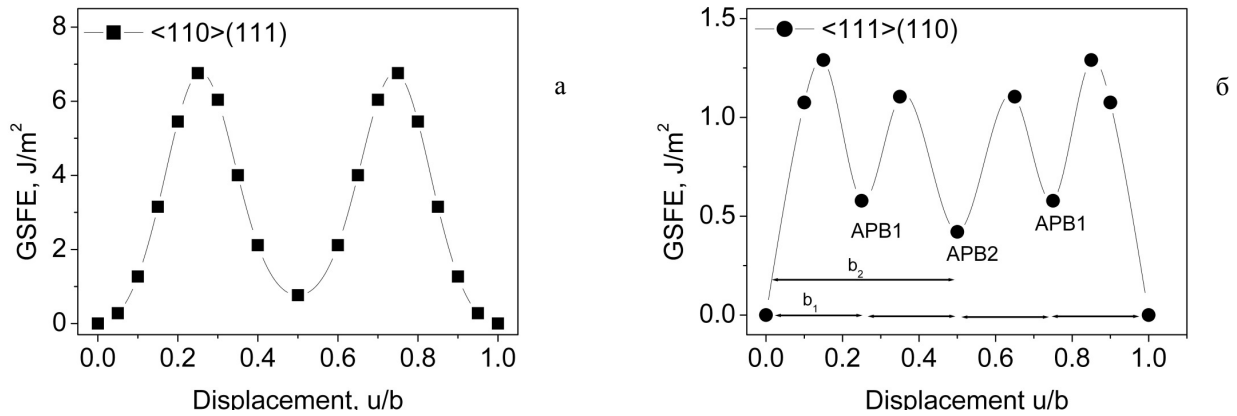 <110>(111)
GSFE, J/m²
8
6
4
2
0
0.0 0.2 0.4 0.6 0.8 1.0
Displacement, u/b
а
<111>(110)
GSFE, J/m²
1.5
1.0
0.5
0.0
APB1
APB2
APB1
b₂
b₁
0.0 0.2 0.4 0.6 0.8 1.0
Displacement u/b
б